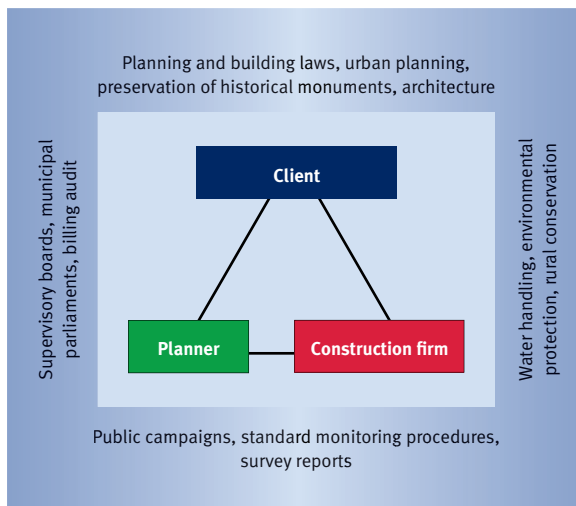 Planning and building laws, urban planning,
preservation of historical monuments, architecture
Supervisory boards, municipal
parliaments, billing audit
Client
Planner
Construction firm
Water handling, environmental
protection, rural conservation
Public campaigns, standard monitoring procedures,
survey reports